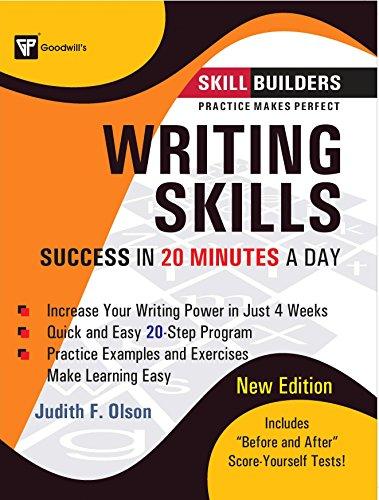 GP
Goodwill's
SKILL BUILDERS
PRACTICE MAKES PERFECT
WRITING
SKILLS
SUCCESS IN 20 MINUTES A DAY
Increase Your Writing Power in Just 4 Weeks
Quick and Easy 20-Step Program
Practice Examples and Exercises
Make Learning Easy
New Edition
Judith F. Olson
Includes
"Before and After"
Score-Yourself Tests!